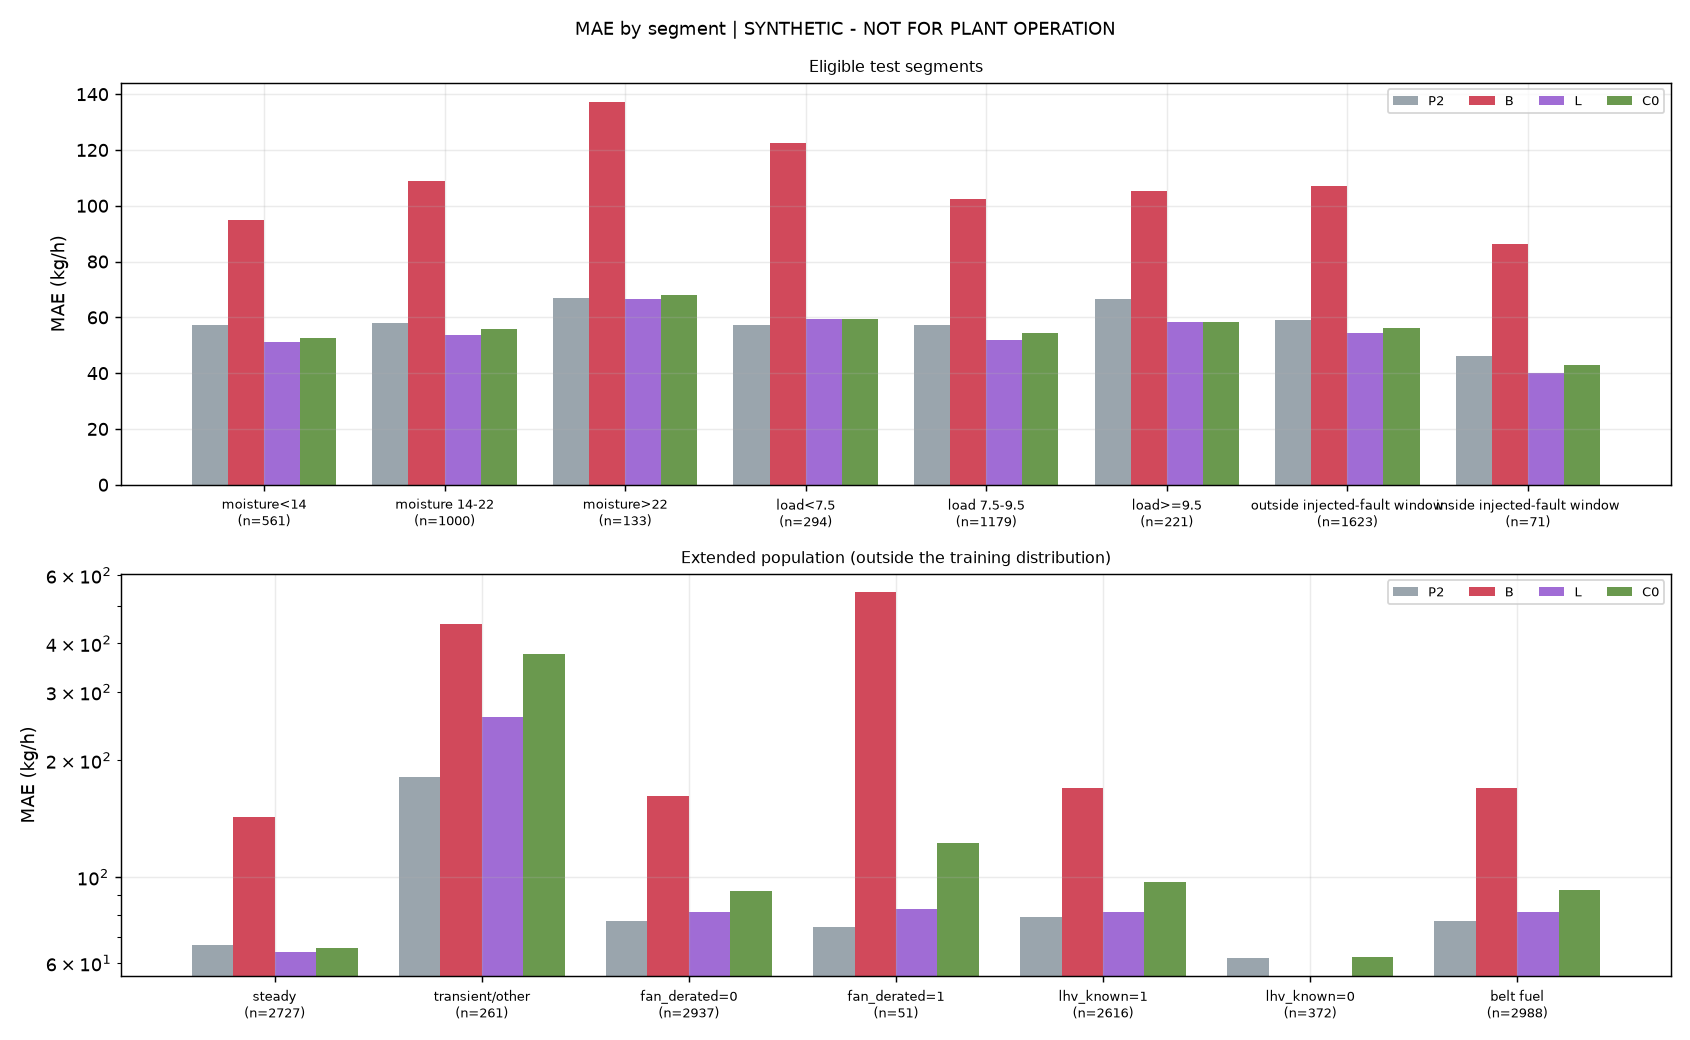 MAE by segment | SYNTHETIC - NOT FOR PLANT OPERATION
Eligible test segments
P2 B L C0
MAE (kg/h)
140
120
100
80
60
40
20
0
moisture<14 moisture 14-22 moisture>22 load<7.5 load 7.5-9.5 load>=9.5 outside injected-fault window inside injected-fault window
(n=561) (n=1000) (n=133) (n=294) (n=1179) (n=221) (n=1623) (n=71)
Extended population (outside the training distribution)
P2 B L C0
MAE (kg/h)
6 × 10²
4 × 10²
3 × 10²
2 × 10²
10²
6 × 10¹
steady transient/other fan_derated=0 fan_derated=1 lhv_known=1 lhv_known=0 belt fuel
(n=2727) (n=261) (n=2937) (n=51) (n=2616) (n=372) (n=2988)